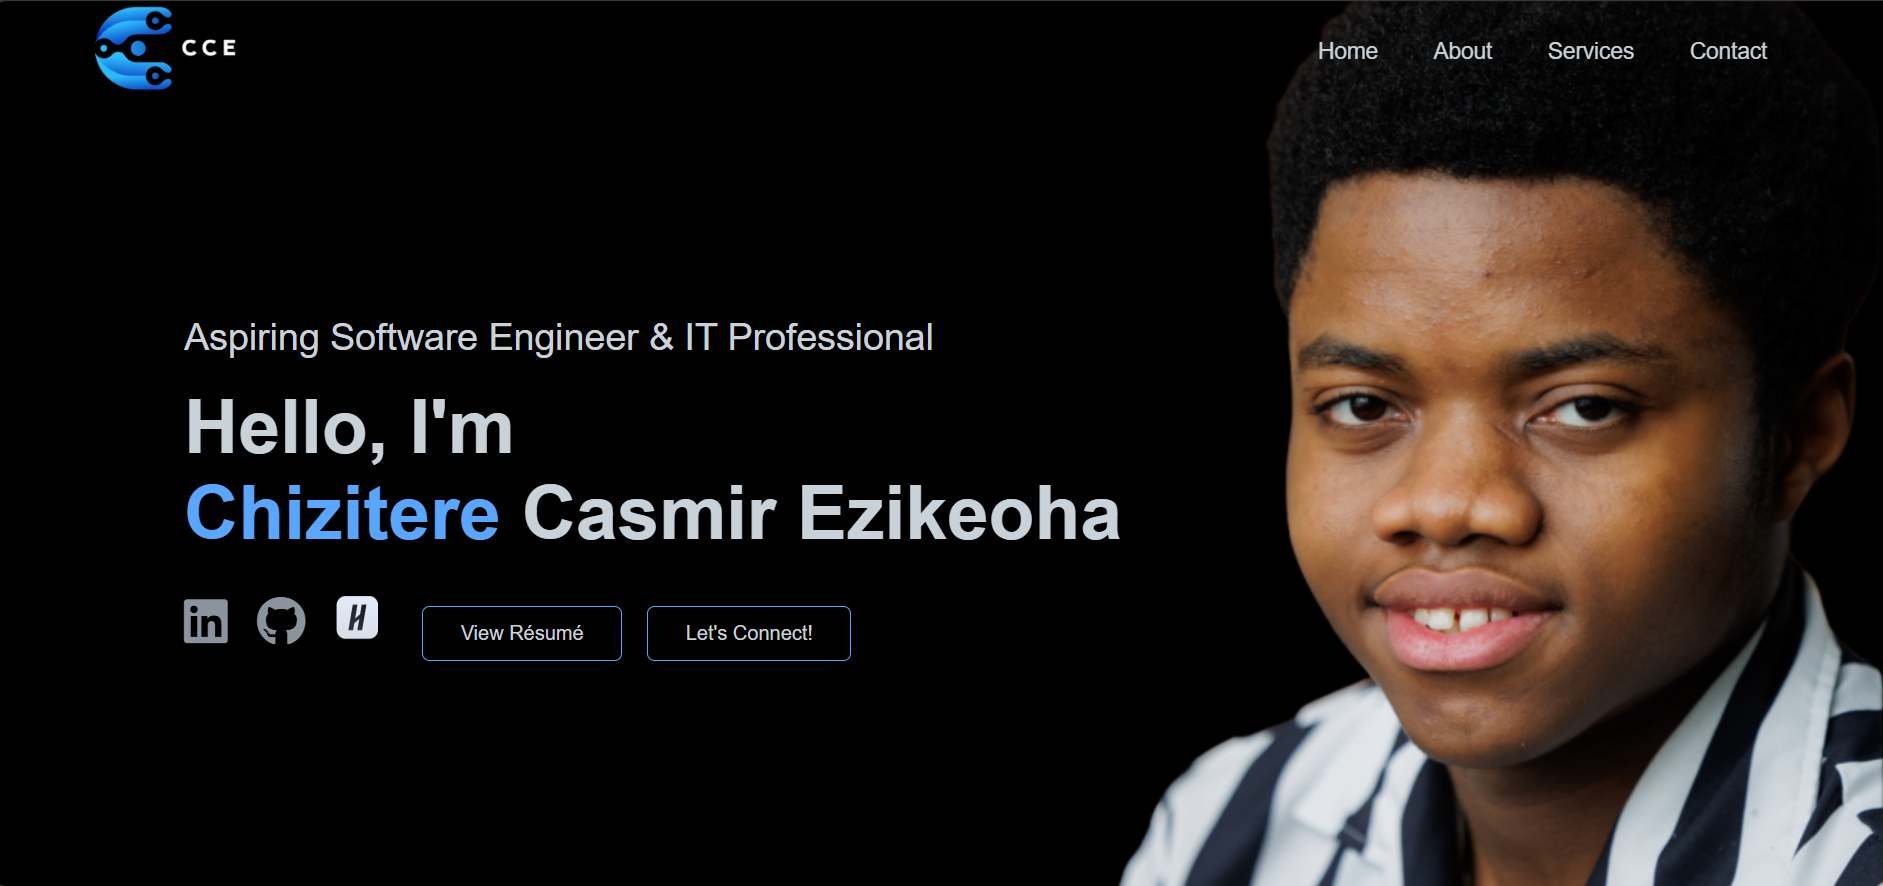 CCE
Home About Services Contact
Aspiring Software Engineer & IT Professional
Hello, I'm
Chizitere Casmir Ezikeoha
in H View Résumé Let's Connect!